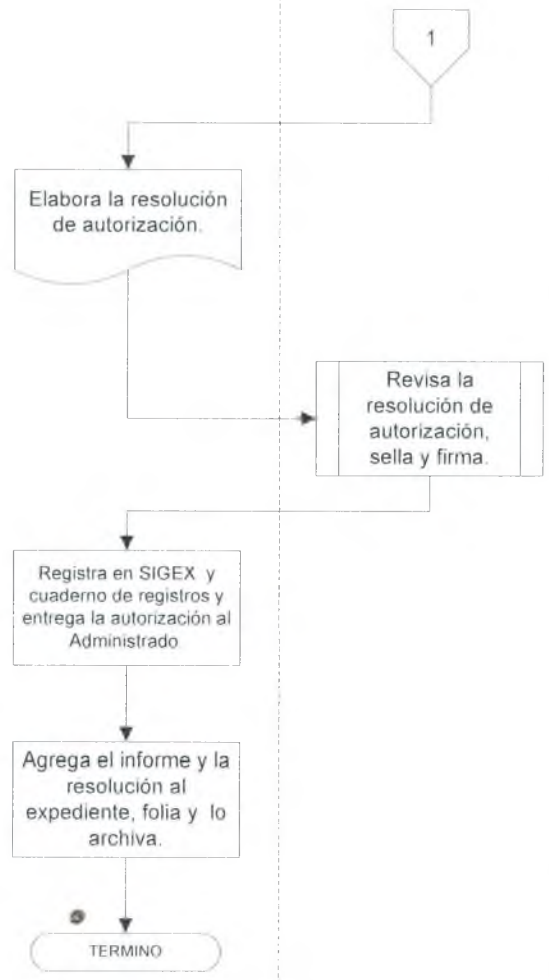 1
Elabora la resolución
de autorización.
Revisa la
resolución de
autorización,
sella y firma.
Registra en SIGEX y
cuaderno de registros y
entrega la autorización al
Administrado
Agrega el informe y la
resolución al
expediente, folia y lo
archiva.
TERMINO